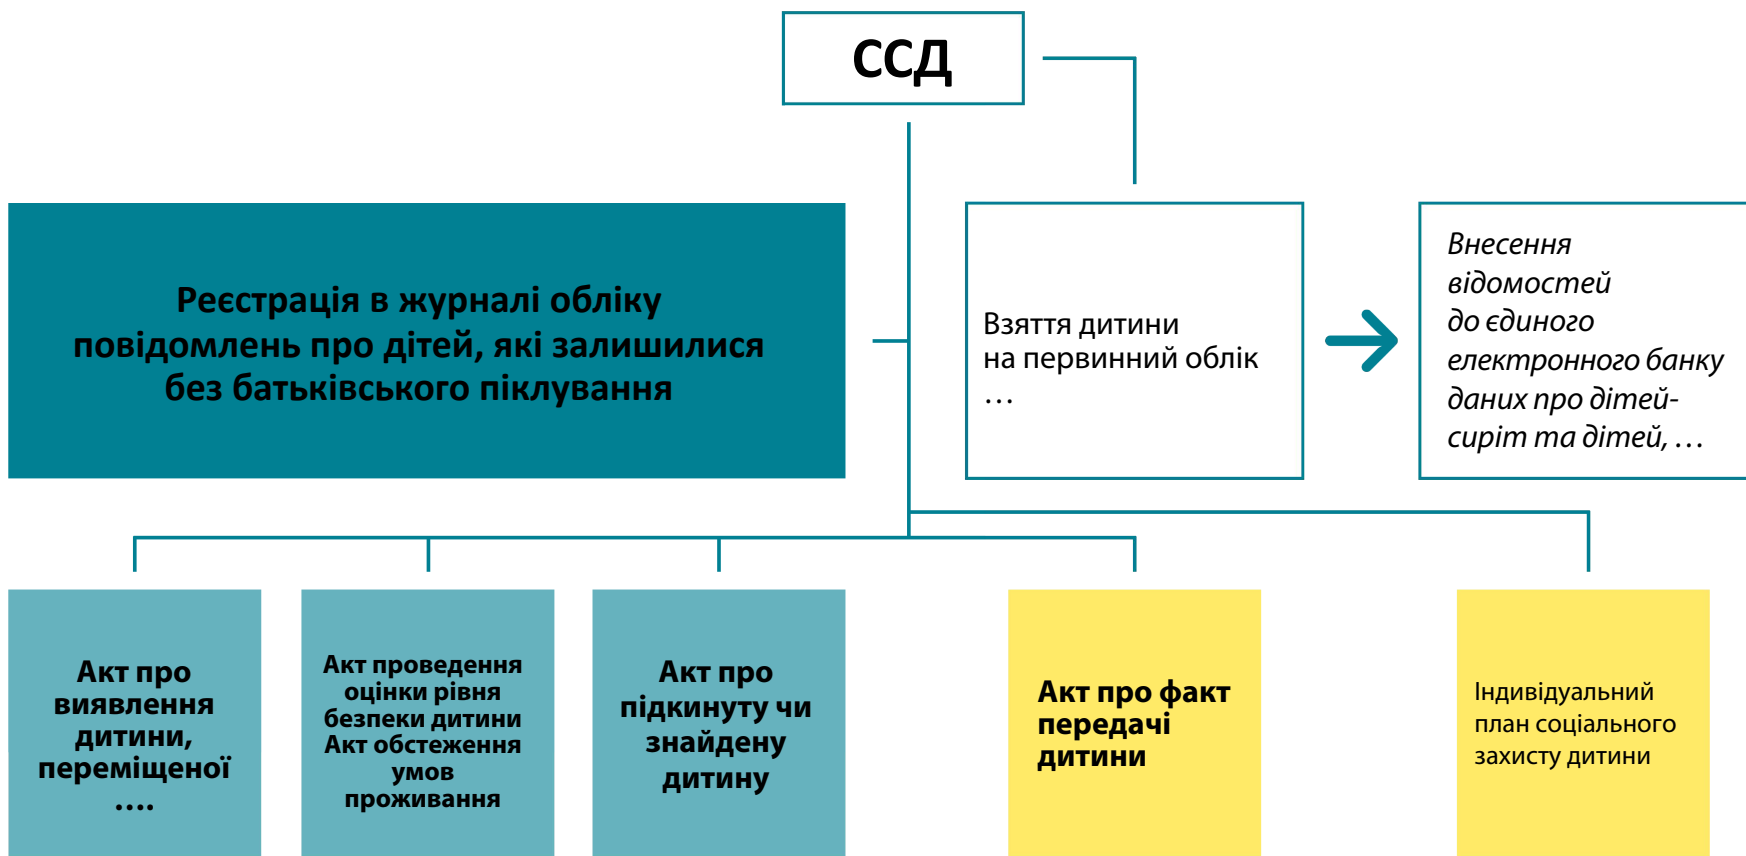 ССД
Реєстрація в журналі обліку
повідомлень про дітей, які залишилися
без батьківського піклування
Взяття дитини
на первинний облік
…
Внесення
відомостей
до єдиного
електронного банку
даних про дітей-
сиріт та дітей, …
Акт про
виявлення
дитини,
переміщеної
….
Акт проведення
оцінки рівня
безпеки дитини
Акт обстеження
умов
проживання
Акт про
підкинуту чи
знайдену
дитину
Акт про факт
передачі
дитини
Індивідуальний
план соціального
захисту дитини